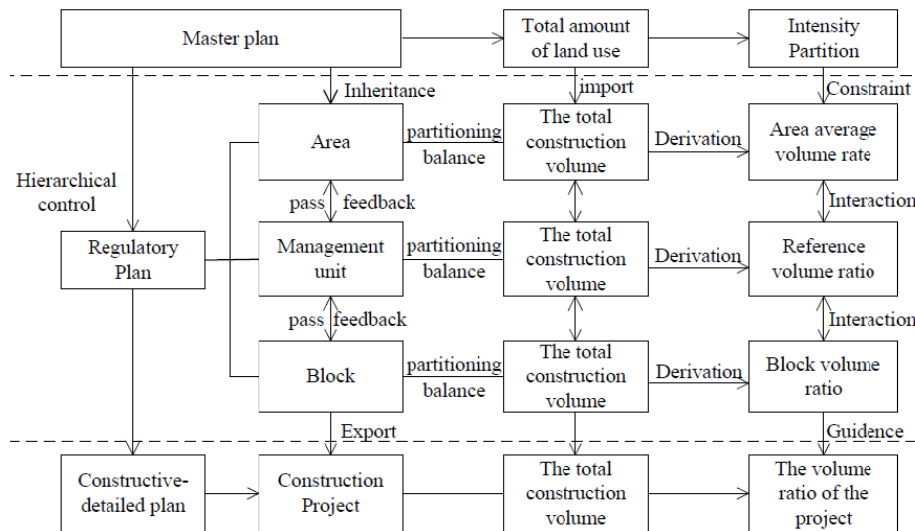 Master plan
Total amount
of land use
Intensity
Partition
Inheritance
import
Constraint
Hierarchical
control
Area
partitioning
balance
The total
construction
volume
Derivation
Area average
volume rate
pass feedback
Interaction
Regulatory
Plan
Management
unit
partitioning
balance
The total
construction
volume
Derivation
Reference
volume ratio
pass feedback
Interaction
Block
partitioning
balance
The total
construction
volume
Derivation
Block volume
ratio
Export
Guidence
Constructive-
detailed plan
Construction
Project
The total
construction
volume
The volume
ratio of the
project